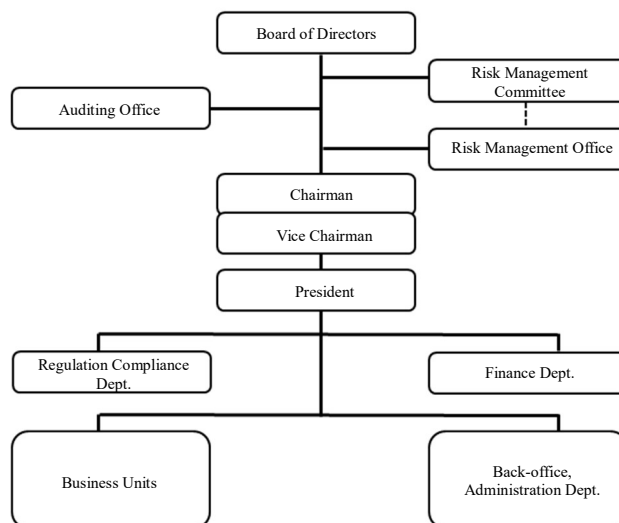 Board of Directors
Risk Management
Committee
Auditing Office
Risk Management Office
Chairman
Vice Chairman
President
Regulation Compliance
Dept.
Finance Dept.
Business Units
Back-office,
Administration Dept.